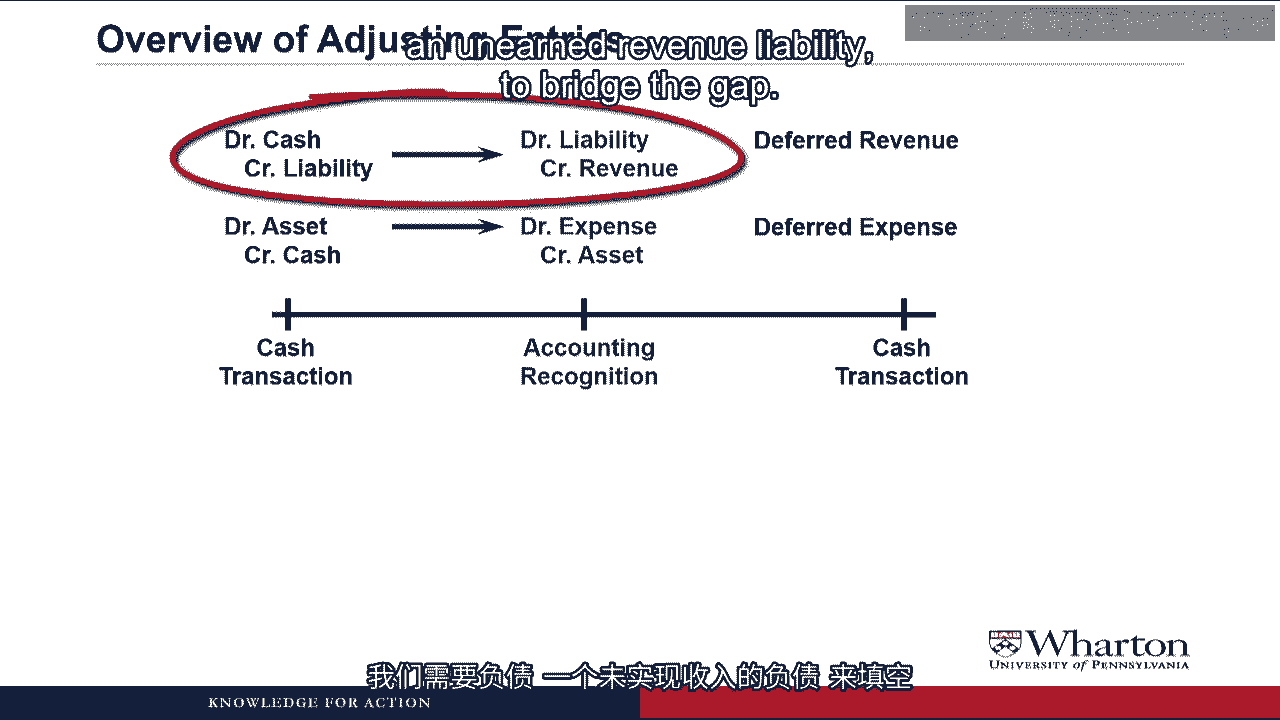 Overview of Adjusting Entries
an unearned revenue liability,
to bridge the gap.
Dr. Cash
Cr. Liability
Dr. Liability
Cr. Revenue
Deferred Revenue
Dr. Asset
Cr. Cash
Dr. Expense
Cr. Asset
Deferred Expense
Cash
Transaction
Accounting
Recognition
Cash
Transaction
Wharton
UNIVERSITY of PENNSYLVANIA
我们需要负债 一个未实现收入的负债 来填空
KNOWLEDGE FOR ACTION